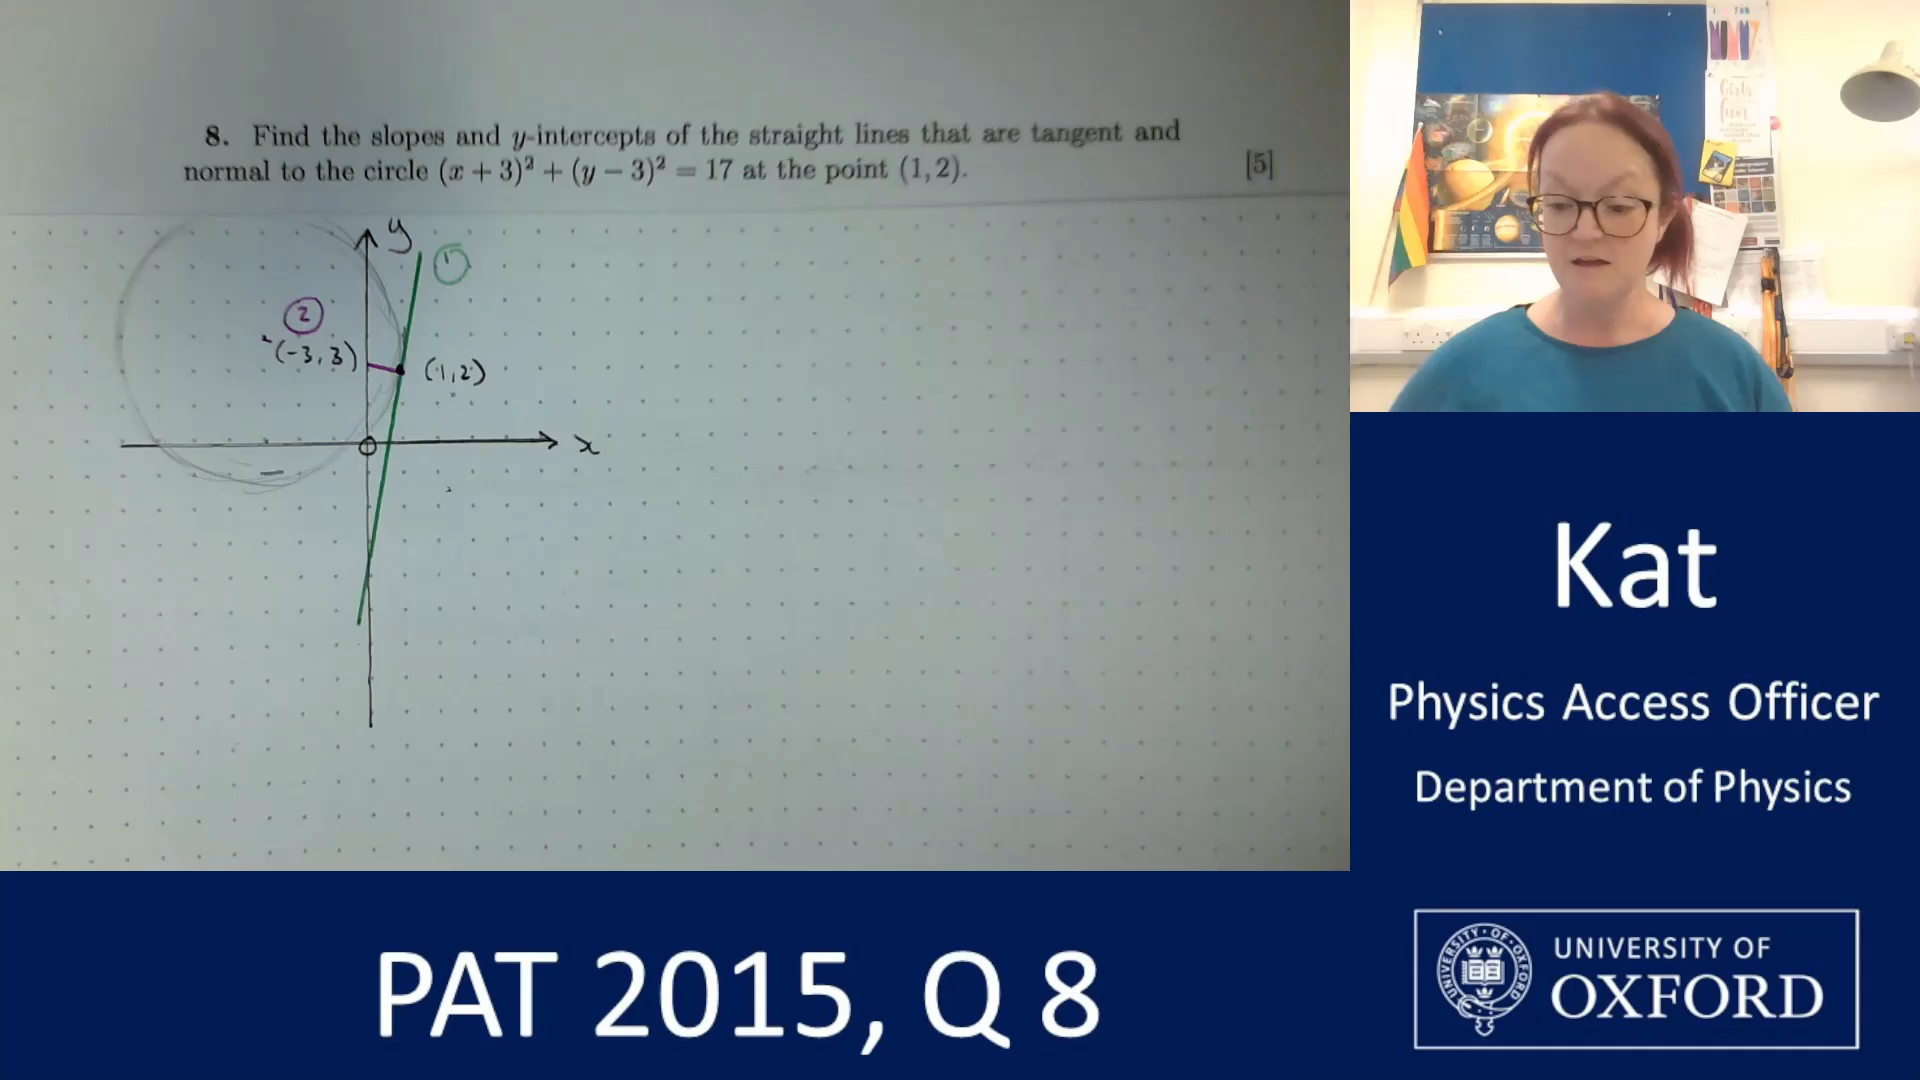 8. Find the slopes and y-intercepts of the straight lines that are tangent and
normal to the circle (x + 3)² + (y − 3)² = 17 at the point (1, 2).
[5]
y
1
2
(-3, 3)
(1,2)
O
x
Kat
Physics Access Officer
Department of Physics
PAT 2015, Q 8
UNIVERSITY OF
OXFORD